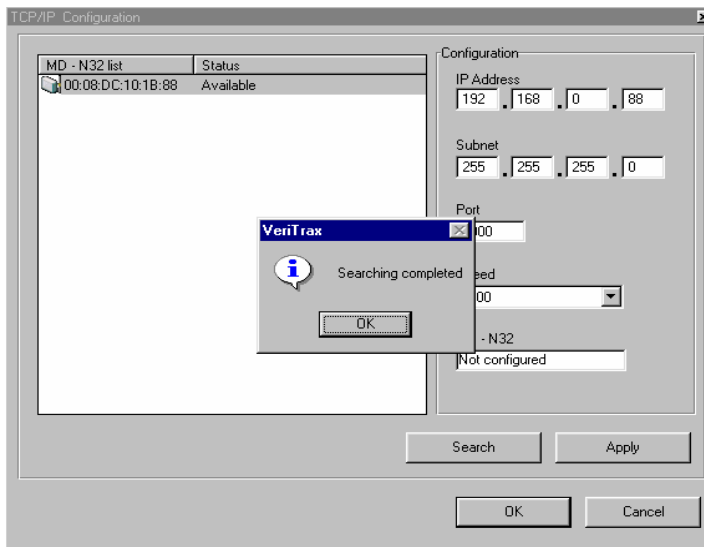 TCP/IP Configuration
MD - N32 list Status
00:08:DC:10:1B:88 Available
Configuration
IP Address
192 . 168 . 0 . 88
Subnet
255 . 255 . 255 . 0
Port
VeriTrax
Searching completed
OK
- N32
Not configured
Search Apply
OK Cancel